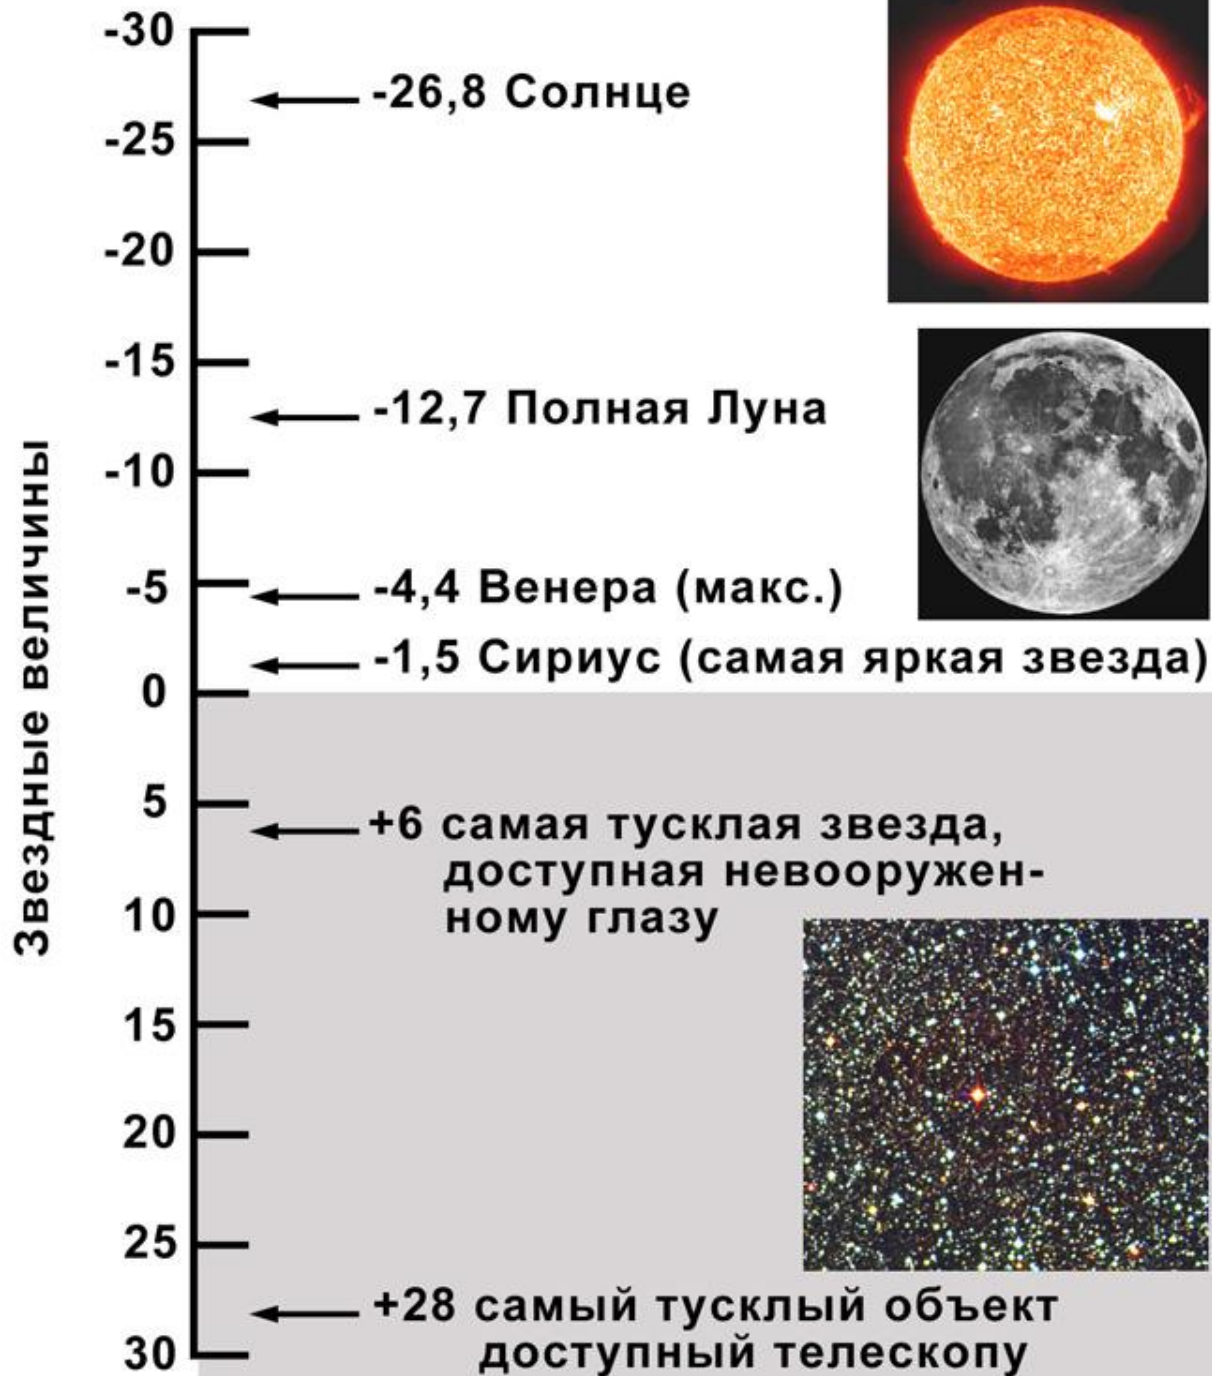 Звездные величины
-30
-26,8 Солнце
-25
-20
-15
-12,7 Полная Луна
-10
-5
-4,4 Венера (макс.)
-1,5 Сириус (самая яркая звезда)
0
5
+6 самая тусклая звезда,
доступная невооружен-
ному глазу
10
15
20
25
+28 самый тусклый объект
доступный телескопу
30